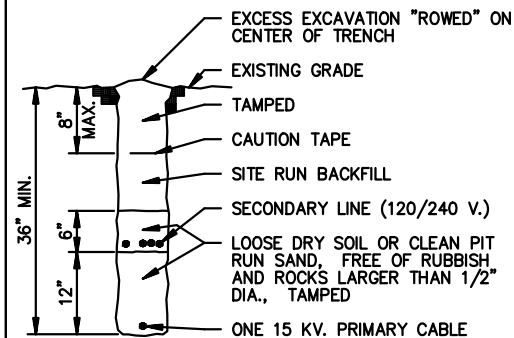 EXCESS EXCAVATION "ROWED" ON
CENTER OF TRENCH
EXISTING GRADE
TAMPED
CAUTION TAPE
SITE RUN BACKFILL
SECONDARY LINE (120/240 V.)
LOOSE DRY SOIL OR CLEAN PIT
RUN SAND, FREE OF RUBBISH
AND ROCKS LARGER THAN 1/2"
DIA., TAMPED
ONE 15 KV. PRIMARY CABLE
36" MIN.
8"
MAX.
6"
12"